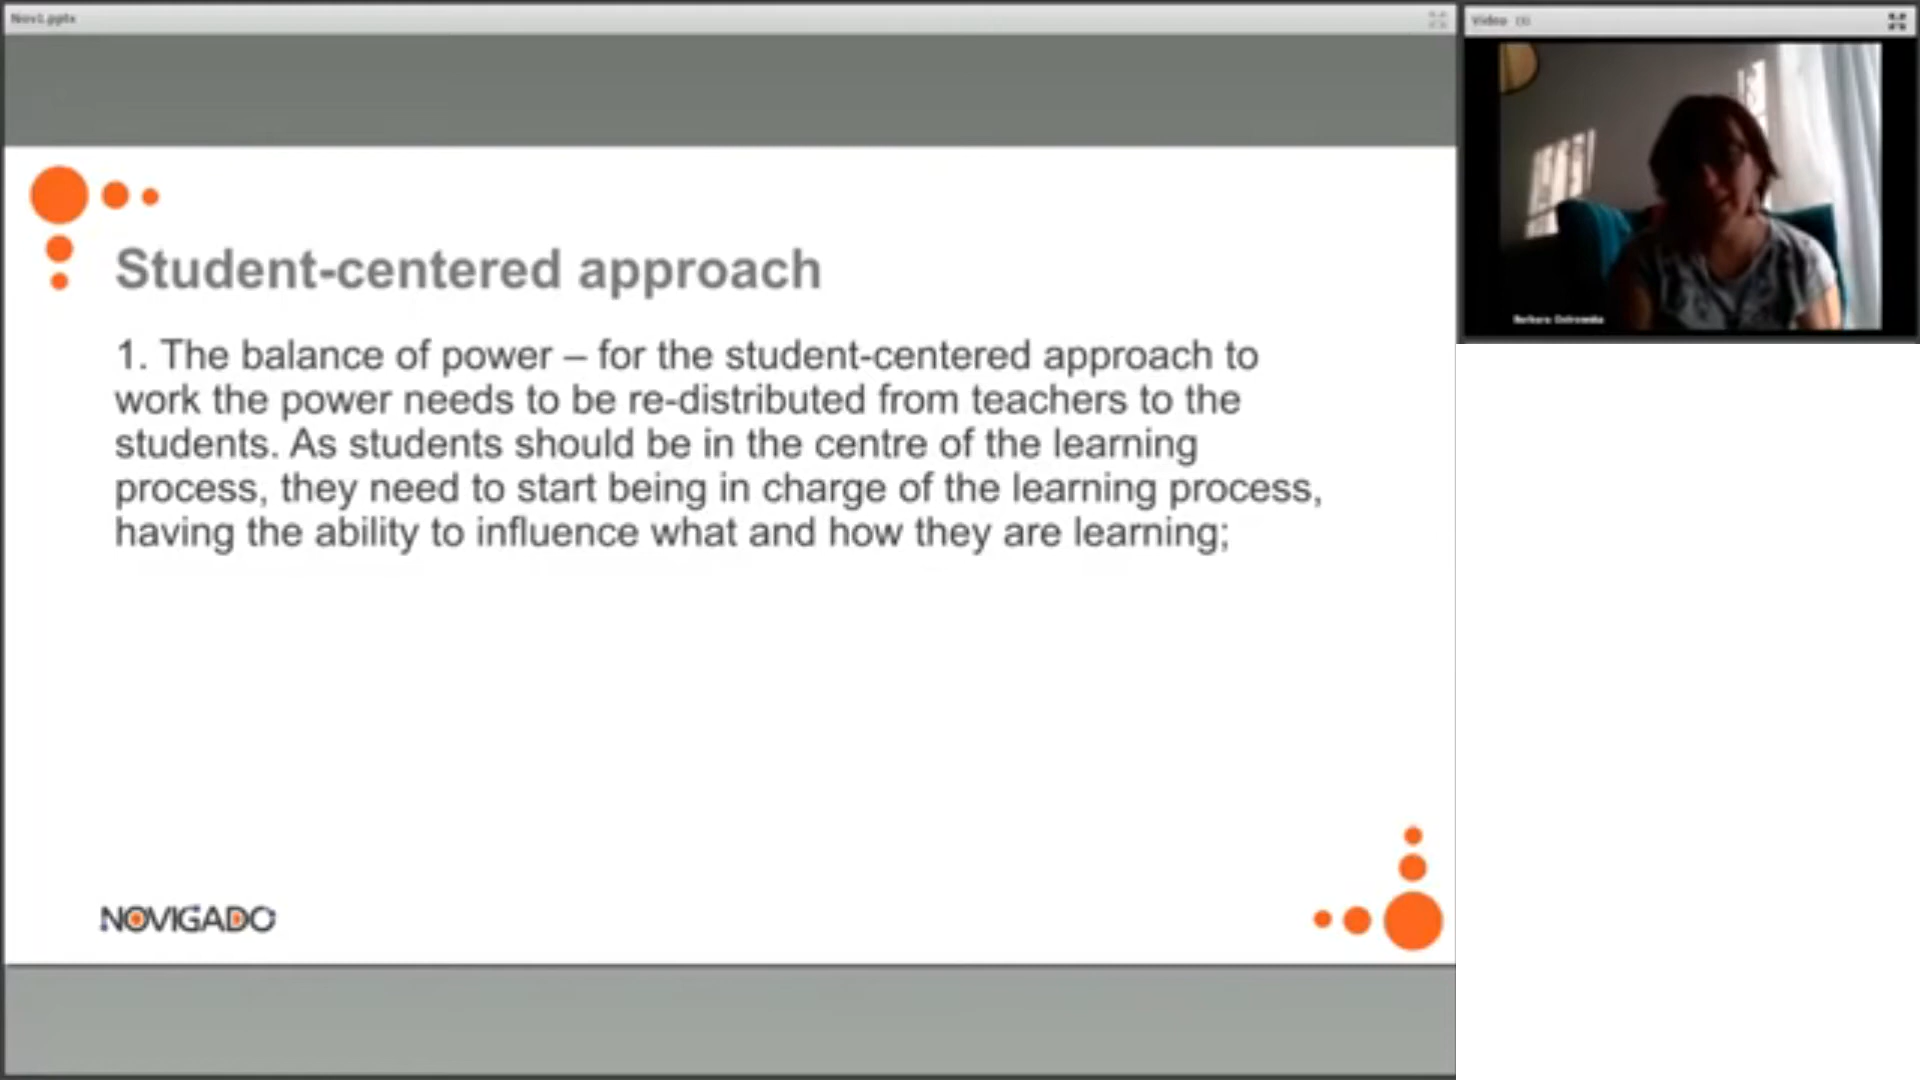 Nov1.pptx
Video
Student-centered approach
1. The balance of power – for the student-centered approach to
work the power needs to be re-distributed from teachers to the
students. As students should be in the centre of the learning
process, they need to start being in charge of the learning process,
having the ability to influence what and how they are learning;
Barbara Ostrowska
NOVIGADO